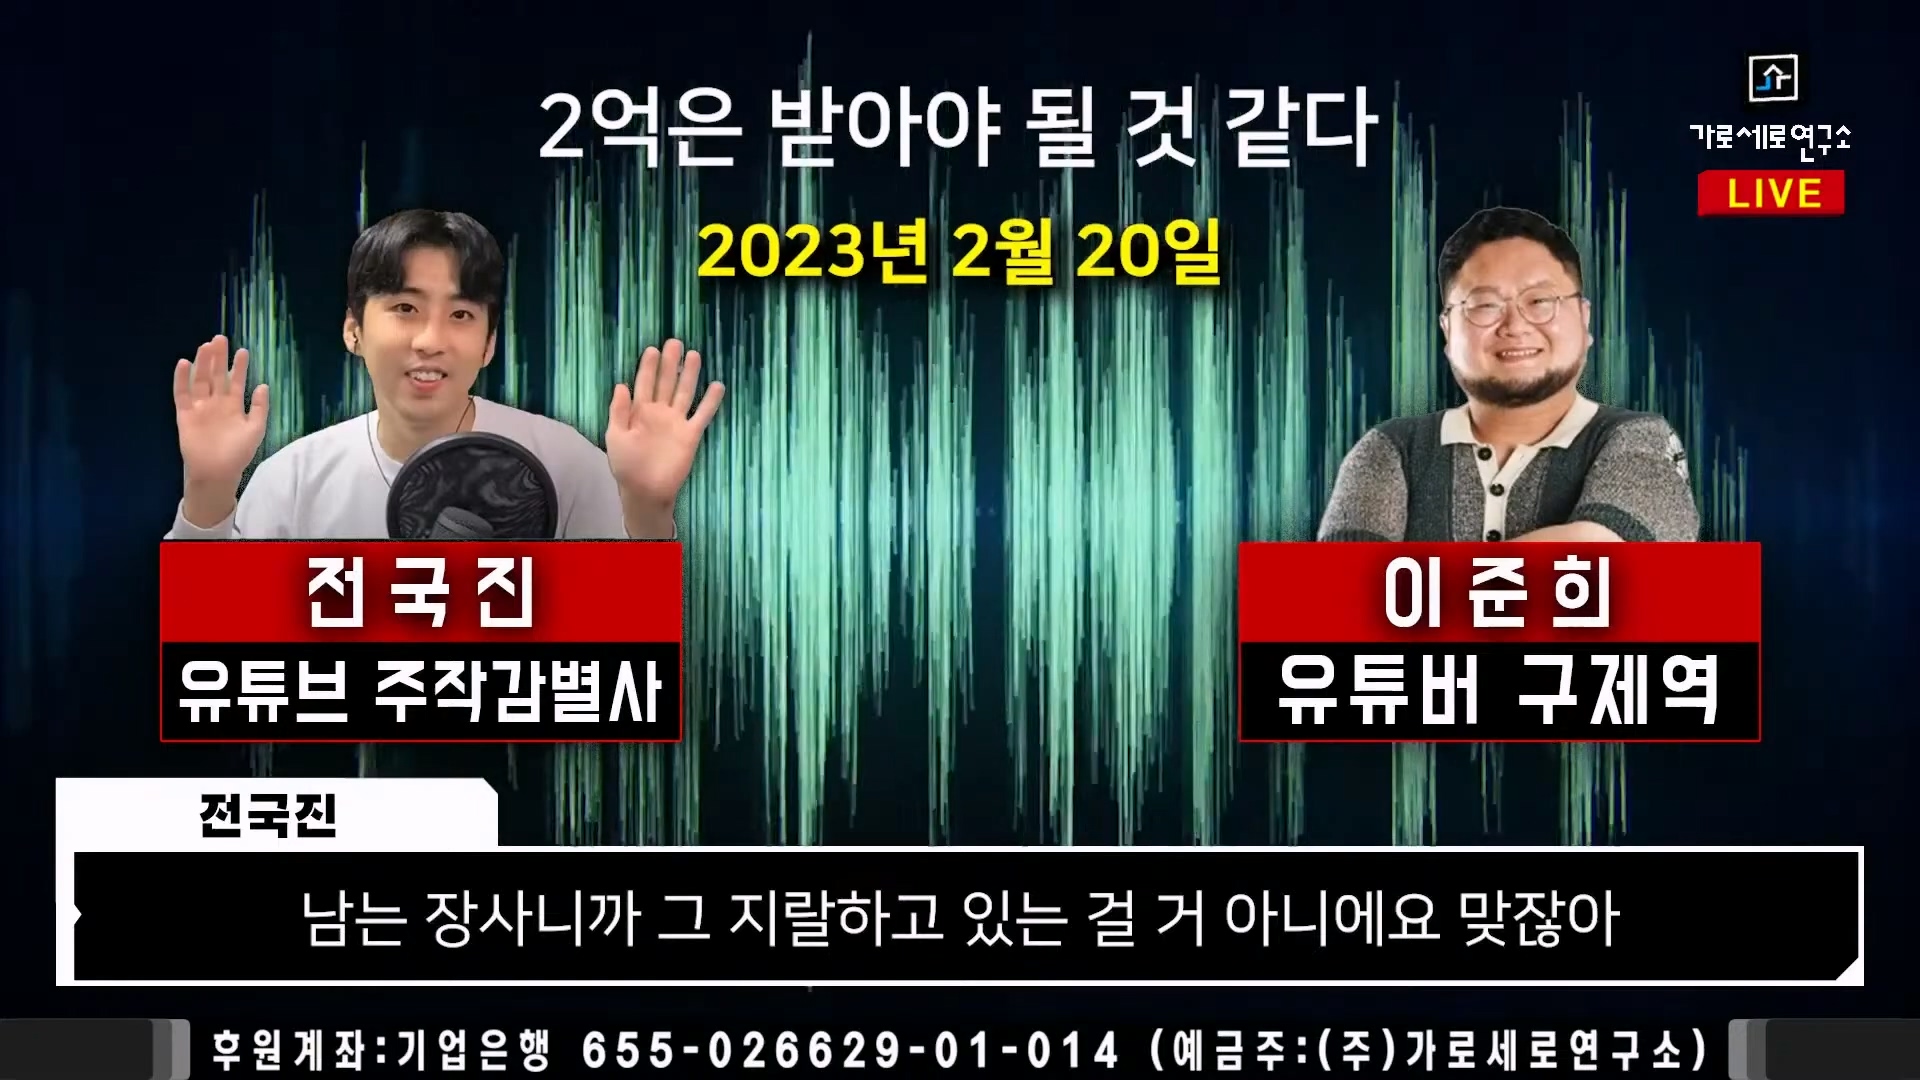 2억은 받아야 될 것 같다
2023년 2월 20일
가로세로연구소
LIVE
전국진
유튜브 주작감별사
이준희
유튜버 구제역
전국진
남는 장사니까 그 지랄하고 있는 걸 거 아니에요 맞잖아
후원계좌:기업은행 655-026629-01-014 (예금주:(주)가로세로연구소)